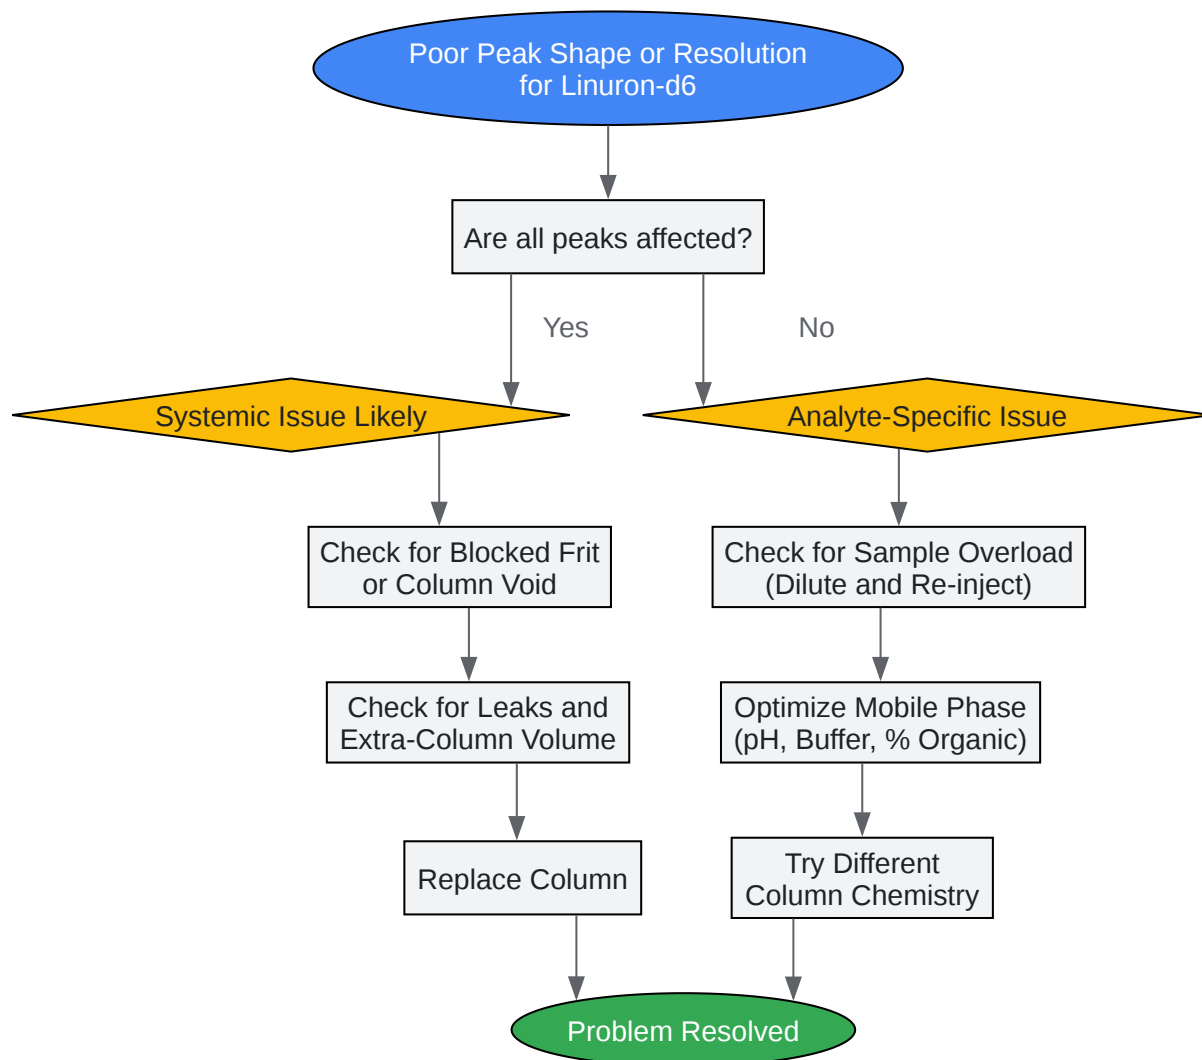 Poor Peak Shape or Resolution
for Linuron-d6
Are all peaks affected?
Yes
No
Systemic Issue Likely
Analyte-Specific Issue
Check for Blocked Frit
or Column Void
Check for Sample Overload
(Dilute and Re-inject)
Check for Leaks and
Extra-Column Volume
Optimize Mobile Phase
(pH, Buffer, % Organic)
Replace Column
Try Different
Column Chemistry
Problem Resolved